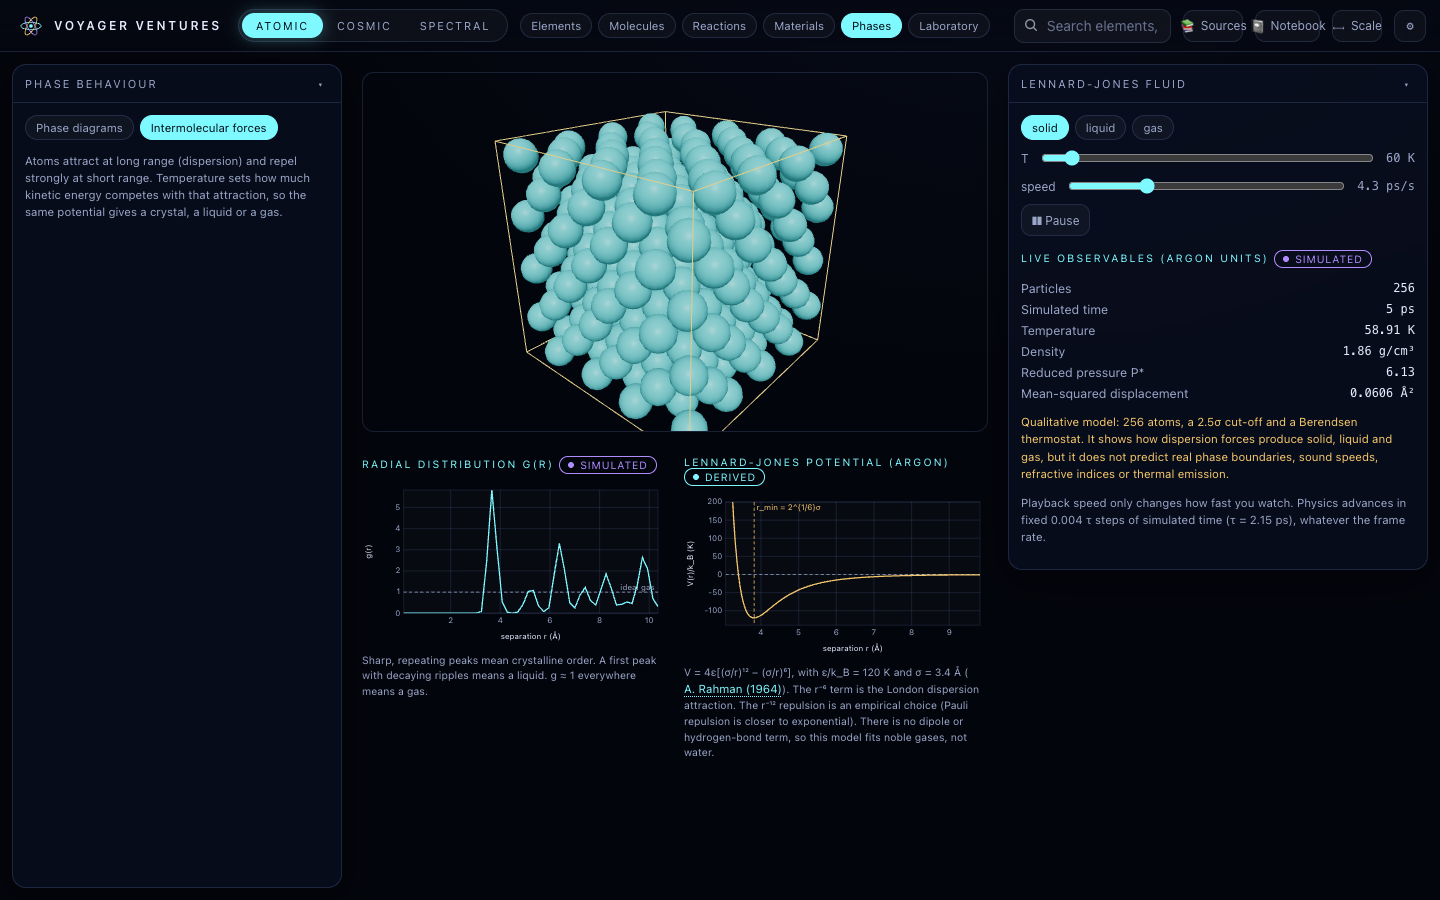 VOYAGER VENTURES
ATOMIC
COSMIC
SPECTRAL
Elements
Molecules
Reactions
Materials
Phases
Laboratory
Search elements,
Sources
Notebook
Scale
PHASE BEHAVIOUR
Phase diagrams
Intermolecular forces
Atoms attract at long range (dispersion) and repel
strongly at short range. Temperature sets how much
kinetic energy competes with that attraction, so the
same potential gives a crystal, a liquid or a gas.
RADIAL DISTRIBUTION G(R)
SIMULATED
5
4
3
2
1
0
g(r)
ideal gas
2
4
6
8
10
separation r (Å)
Sharp, repeating peaks mean crystalline order. A first peak
with decaying ripples means a liquid. g ≈ 1 everywhere
means a gas.
LENNARD-JONES POTENTIAL (ARGON)
DERIVED
200
150
100
50
0
-50
-100
V(r)/k_B (K)
r_min = 2^{1/6}σ
4
5
6
7
8
9
separation r (Å)
V = 4ε[(σ/r)¹² − (σ/r)⁶], with ε/k_B = 120 K and σ = 3.4 Å (
A. Rahman (1964)). The r⁻⁶ term is the London dispersion
attraction. The r⁻¹² repulsion is an empirical choice (Pauli
repulsion is closer to exponential). There is no dipole or
hydrogen-bond term, so this model fits noble gases, not
water.
LENNARD-JONES FLUID
solid
liquid
gas
T
60 K
speed
4.3 ps/s
Pause
LIVE OBSERVABLES (ARGON UNITS)
SIMULATED
Particles 256
Simulated time 5 ps
Temperature 58.91 K
Density 1.86 g/cm³
Reduced pressure P* 6.13
Mean-squared displacement 0.0606 Å²
Qualitative model: 256 atoms, a 2.5σ cut-off and a Berendsen
thermostat. It shows how dispersion forces produce solid, liquid and
gas, but it does not predict real phase boundaries, sound speeds,
refractive indices or thermal emission.
Playback speed only changes how fast you watch. Physics advances in
fixed 0.004 τ steps of simulated time (τ = 2.15 ps), whatever the frame
rate.